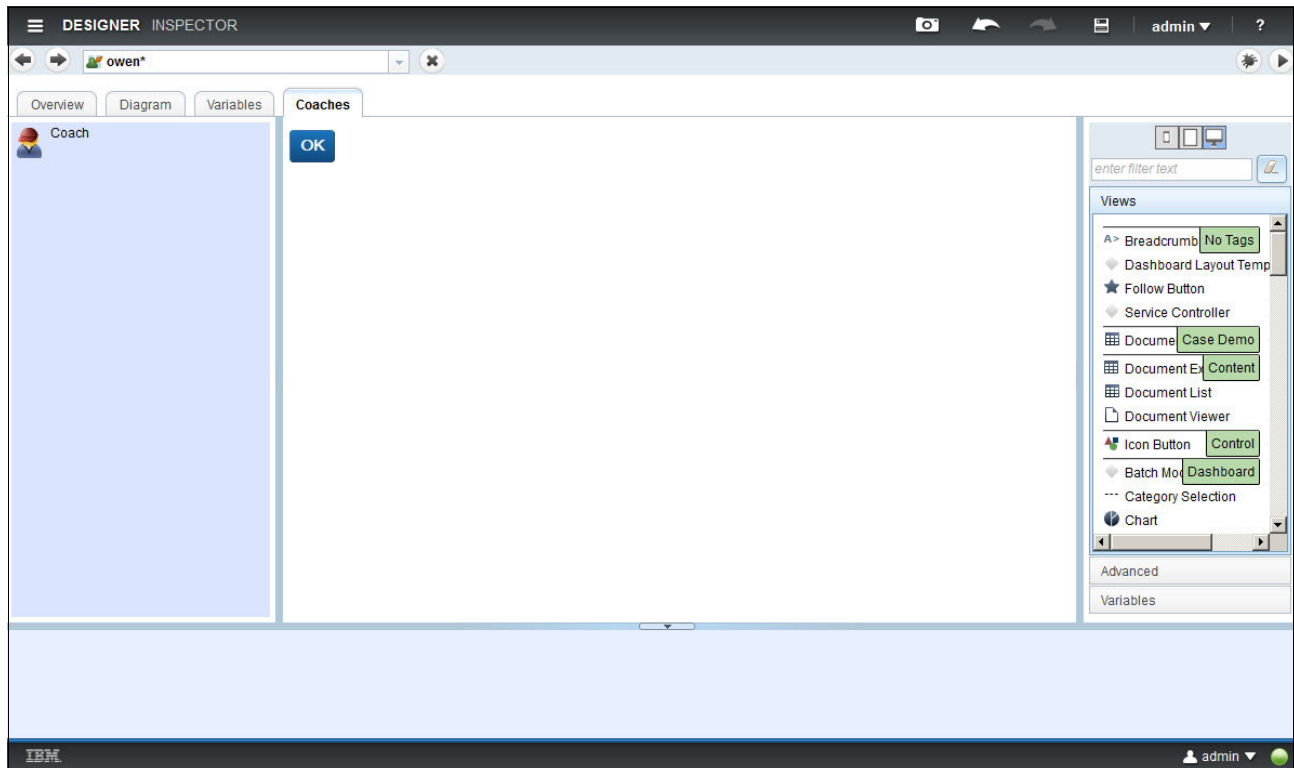 DESIGNER INSPECTOR admin ?
owen*
Overview Diagram Variables Coaches
Coach
OK
enter filter text
Views
A> Breadcrumb No Tags
Dashboard Layout Temp
Follow Button
Service Controller
Docume Case Demo
Document Ex Content
Document List
Document Viewer
Icon Button Control
Batch Mod Dashboard
Category Selection
Chart
Advanced
Variables
IBM. admin